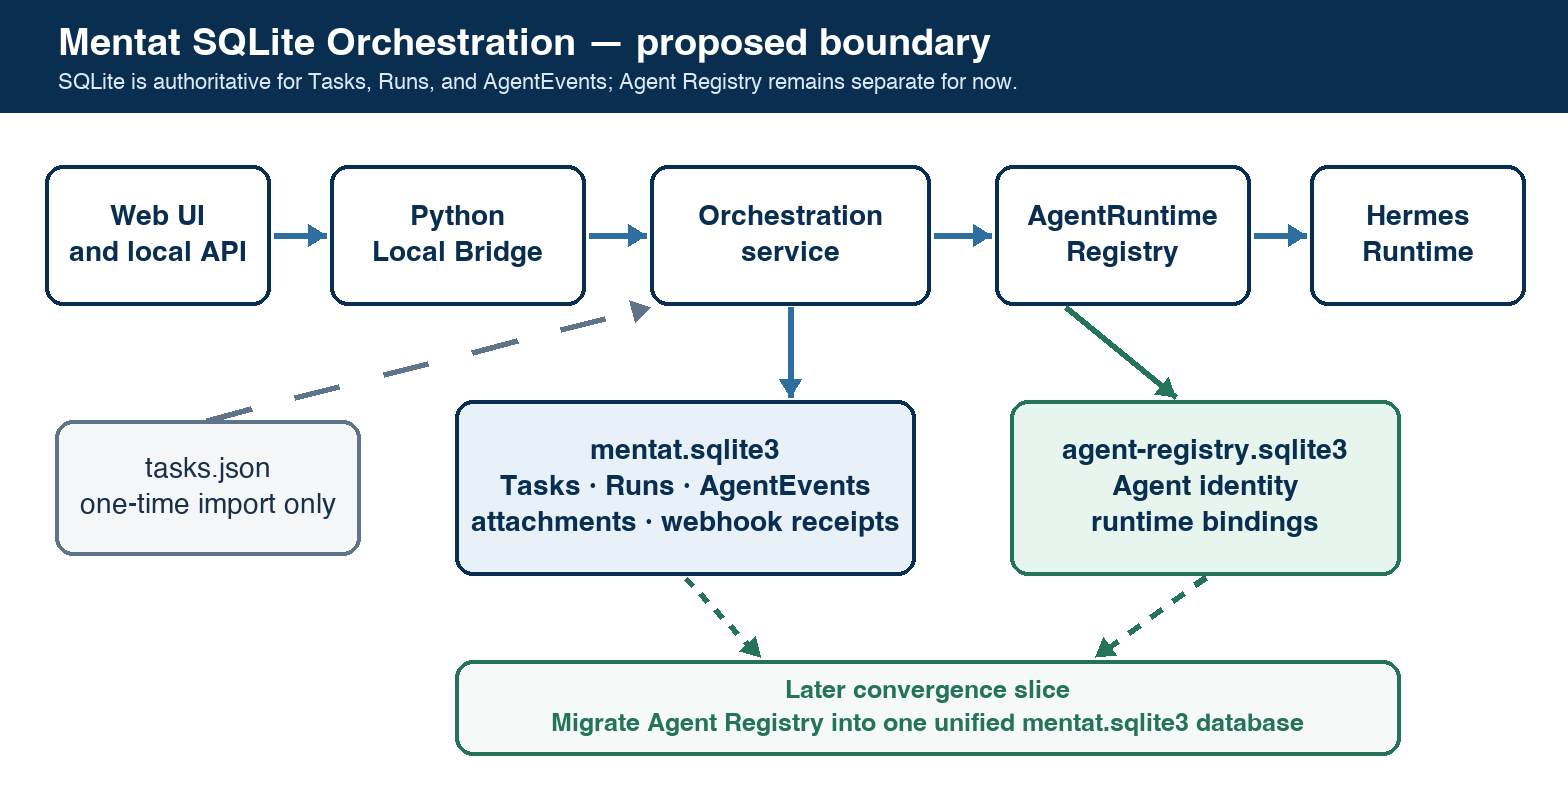 Mentat SQLite Orchestration — proposed boundary
SQLite is authoritative for Tasks, Runs, and AgentEvents; Agent Registry remains separate for now.
Web UI
and local API
Python
Local Bridge
Orchestration
service
AgentRuntime
Registry
Hermes
Runtime
tasks.json
one-time import only
mentat.sqlite3
Tasks · Runs · AgentEvents
attachments · webhook receipts
agent-registry.sqlite3
Agent identity
runtime bindings
Later convergence slice
Migrate Agent Registry into one unified mentat.sqlite3 database